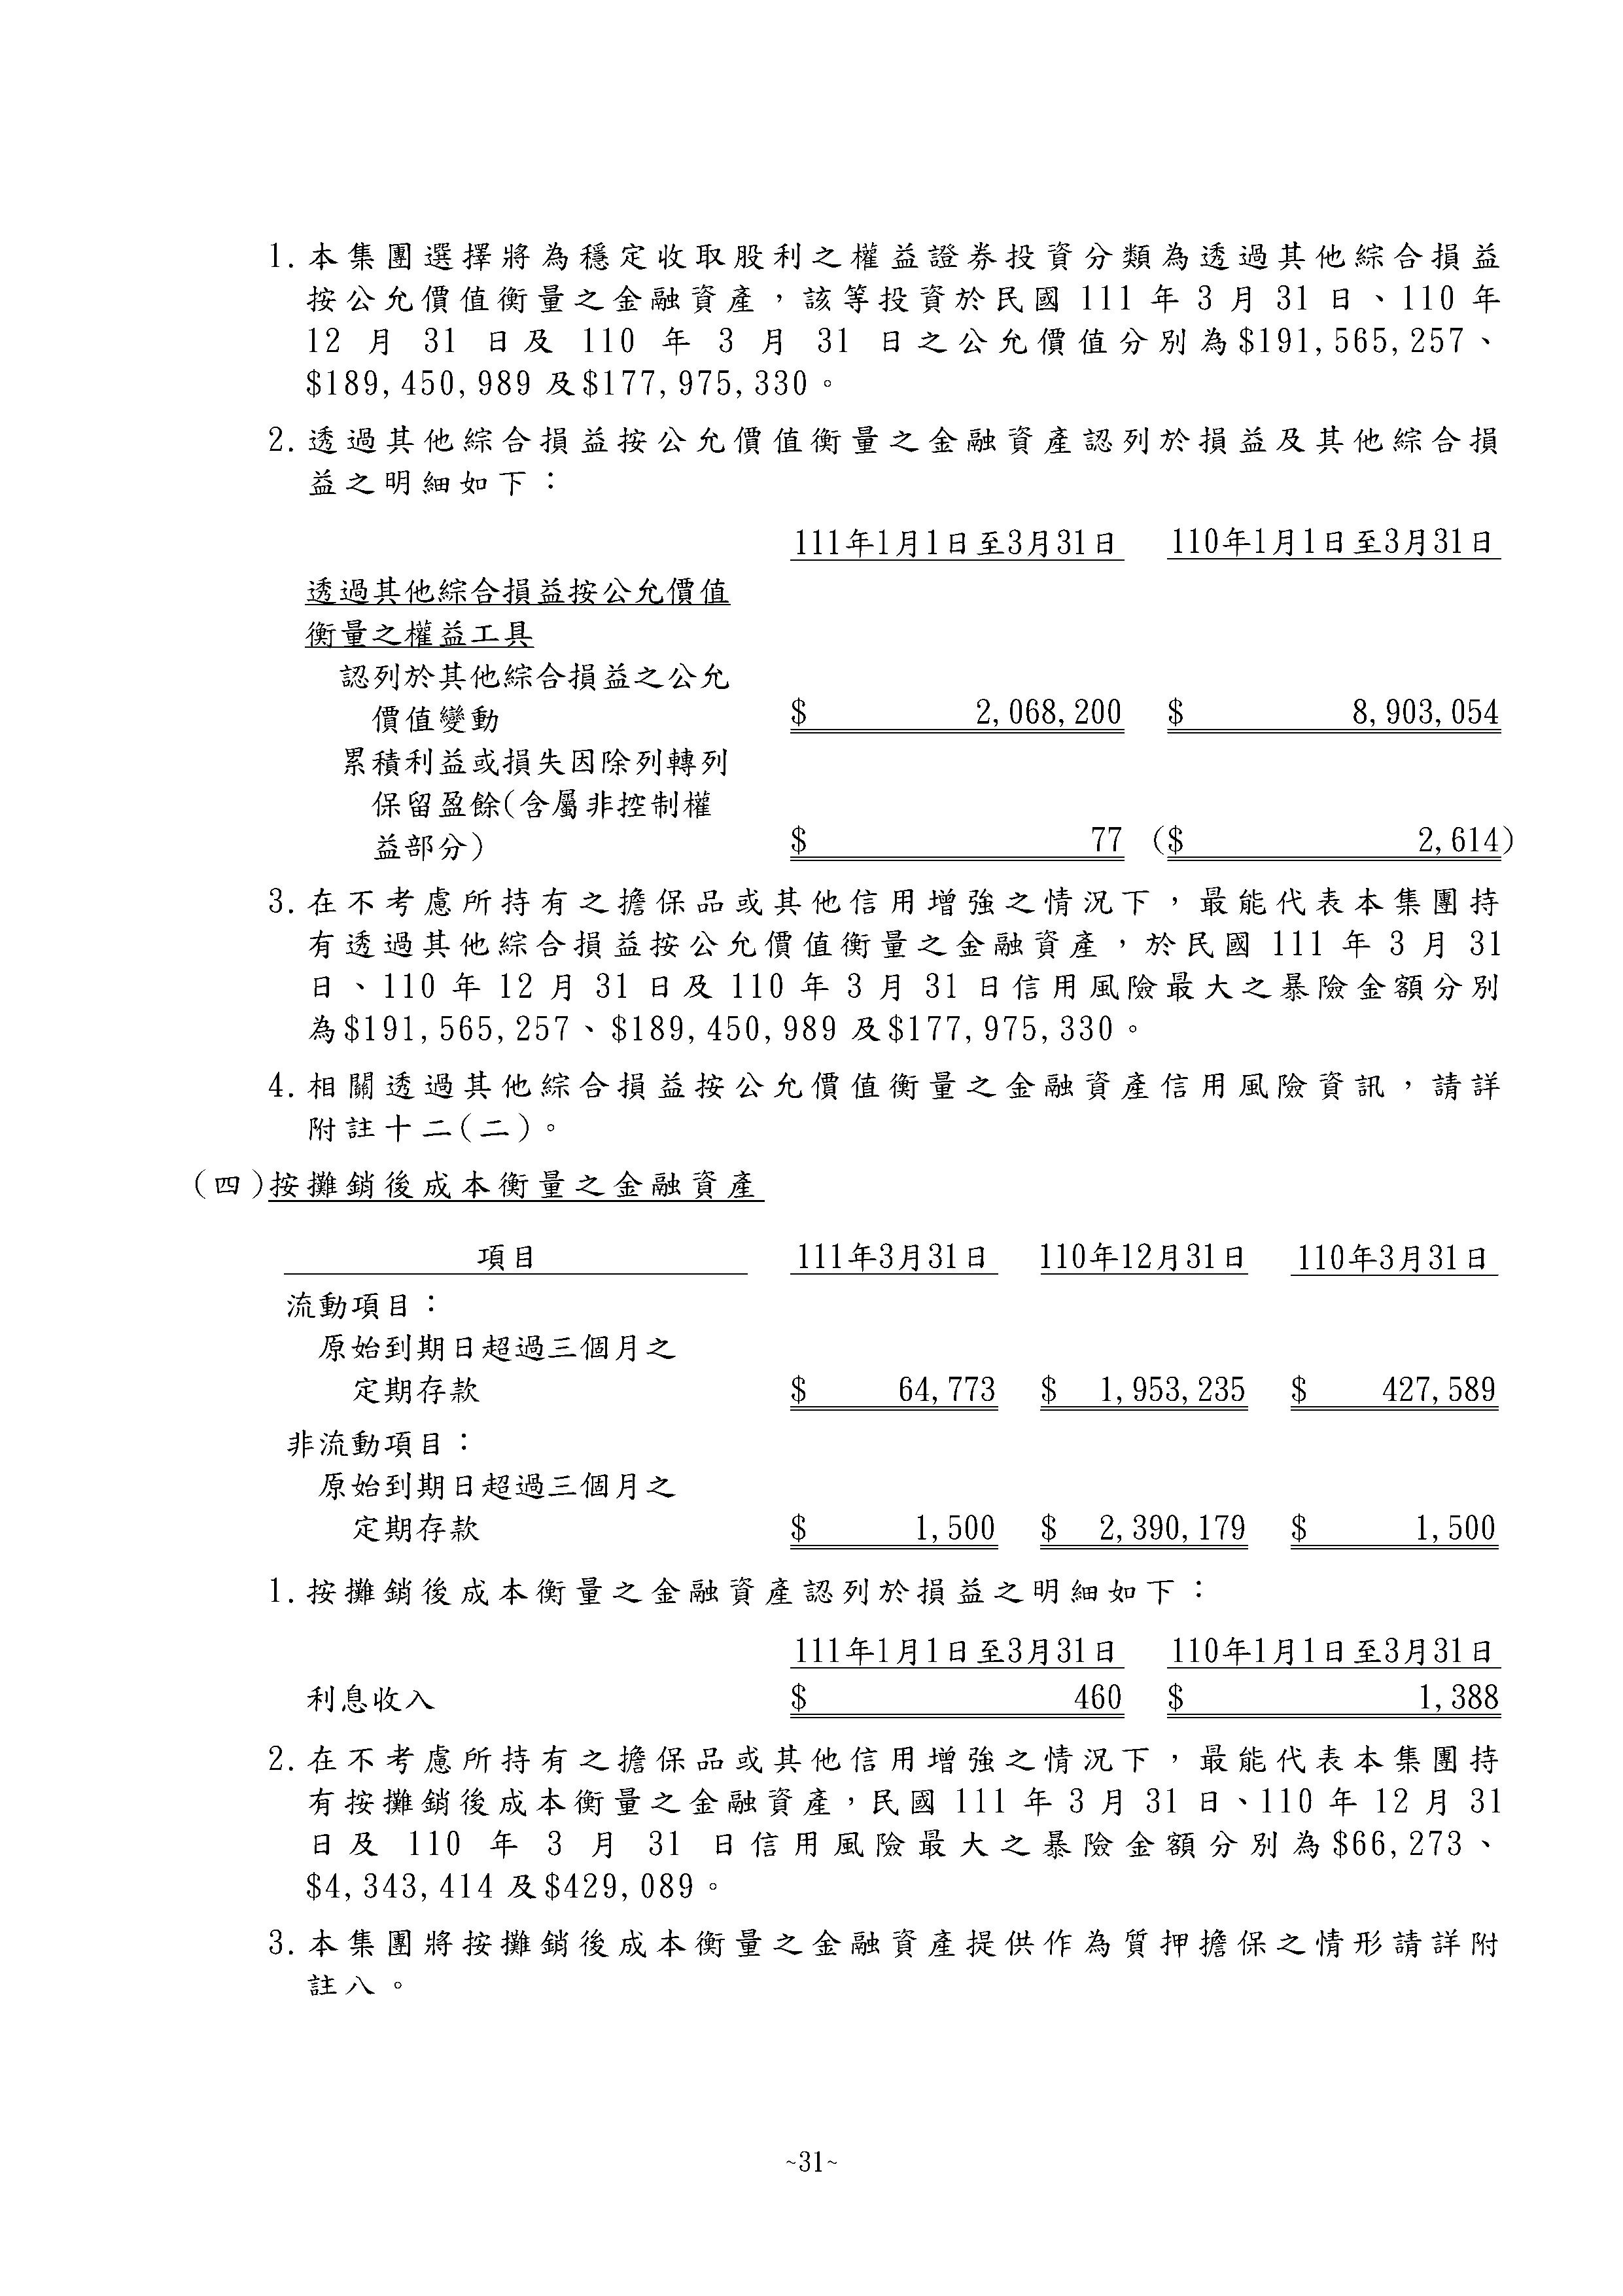 1.本集團選擇將為穩定收取股利之權益證券投資分類為透過其他綜合損益
按公允價值衡量之金融資產，該等投資於民國 111 年 3 月 31 日、110 年
12 月 31 日及 110 年 3 月 31 日之公允價值分別為$191,565,257、
$189,450,989 及$177,975,330。
2.透過其他綜合損益按公允價值衡量之金融資產認列於損益及其他綜合損
益之明細如下：
111年1月1日至3月31日 110年1月1日至3月31日
透過其他綜合損益按公允價值
衡量之權益工具
認列於其他綜合損益之公允
價值變動 $ 2,068,200 $ 8,903,054
累積利益或損失因除列轉列
保留盈餘(含屬非控制權
益部分) $ 77 ($ 2,614)
3.在不考慮所持有之擔保品或其他信用增強之情況下，最能代表本集團持
有透過其他綜合損益按公允價值衡量之金融資產，於民國 111 年 3 月 31
日、110 年 12 月 31 日及 110 年 3 月 31 日信用風險最大之暴險金額分別
為$191,565,257、$189,450,989 及$177,975,330。
4.相關透過其他綜合損益按公允價值衡量之金融資產信用風險資訊，請詳
附註十二(二)。
(四)按攤銷後成本衡量之金融資產
項目 111年3月31日 110年12月31日 110年3月31日
流動項目：
原始到期日超過三個月之
定期存款 $ 64,773 $ 1,953,235 $ 427,589
非流動項目：
原始到期日超過三個月之
定期存款 $ 1,500 $ 2,390,179 $ 1,500
1.按攤銷後成本衡量之金融資產認列於損益之明細如下：
111年1月1日至3月31日 110年1月1日至3月31日
利息收入 $ 460 $ 1,388
2.在不考慮所持有之擔保品或其他信用增強之情況下，最能代表本集團持
有按攤銷後成本衡量之金融資產，民國 111 年 3 月 31 日、110 年 12 月 31
日及 110 年 3 月 31 日信用風險最大之暴險金額分別為$66,273、
$4,343,414 及$429,089。
3.本集團將按攤銷後成本衡量之金融資產提供作為質押擔保之情形請詳附
註八。
~31~